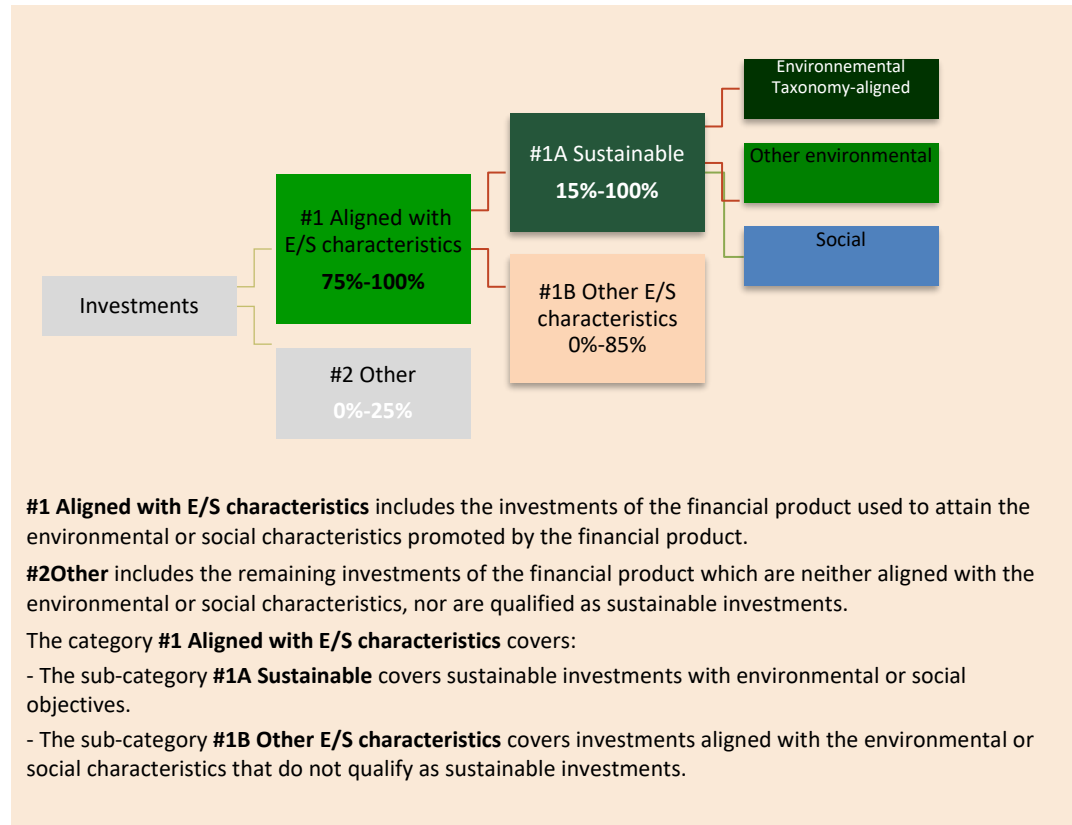 Investments
#1 Aligned with
E/S characteristics
75%-100%
#2 Other
0%-25%
#1A Sustainable
15%-100%
#1B Other E/S
characteristics
0%-85%
Environnemental
Taxonomy-aligned
Other environmental
Social
#1 Aligned with E/S characteristics includes the investments of the financial product used to attain the
environmental or social characteristics promoted by the financial product.
#2Other includes the remaining investments of the financial product which are neither aligned with the
environmental or social characteristics, nor are qualified as sustainable investments.
The category #1 Aligned with E/S characteristics covers:
- The sub-category #1A Sustainable covers sustainable investments with environmental or social
objectives.
- The sub-category #1B Other E/S characteristics covers investments aligned with the environmental or
social characteristics that do not qualify as sustainable investments.